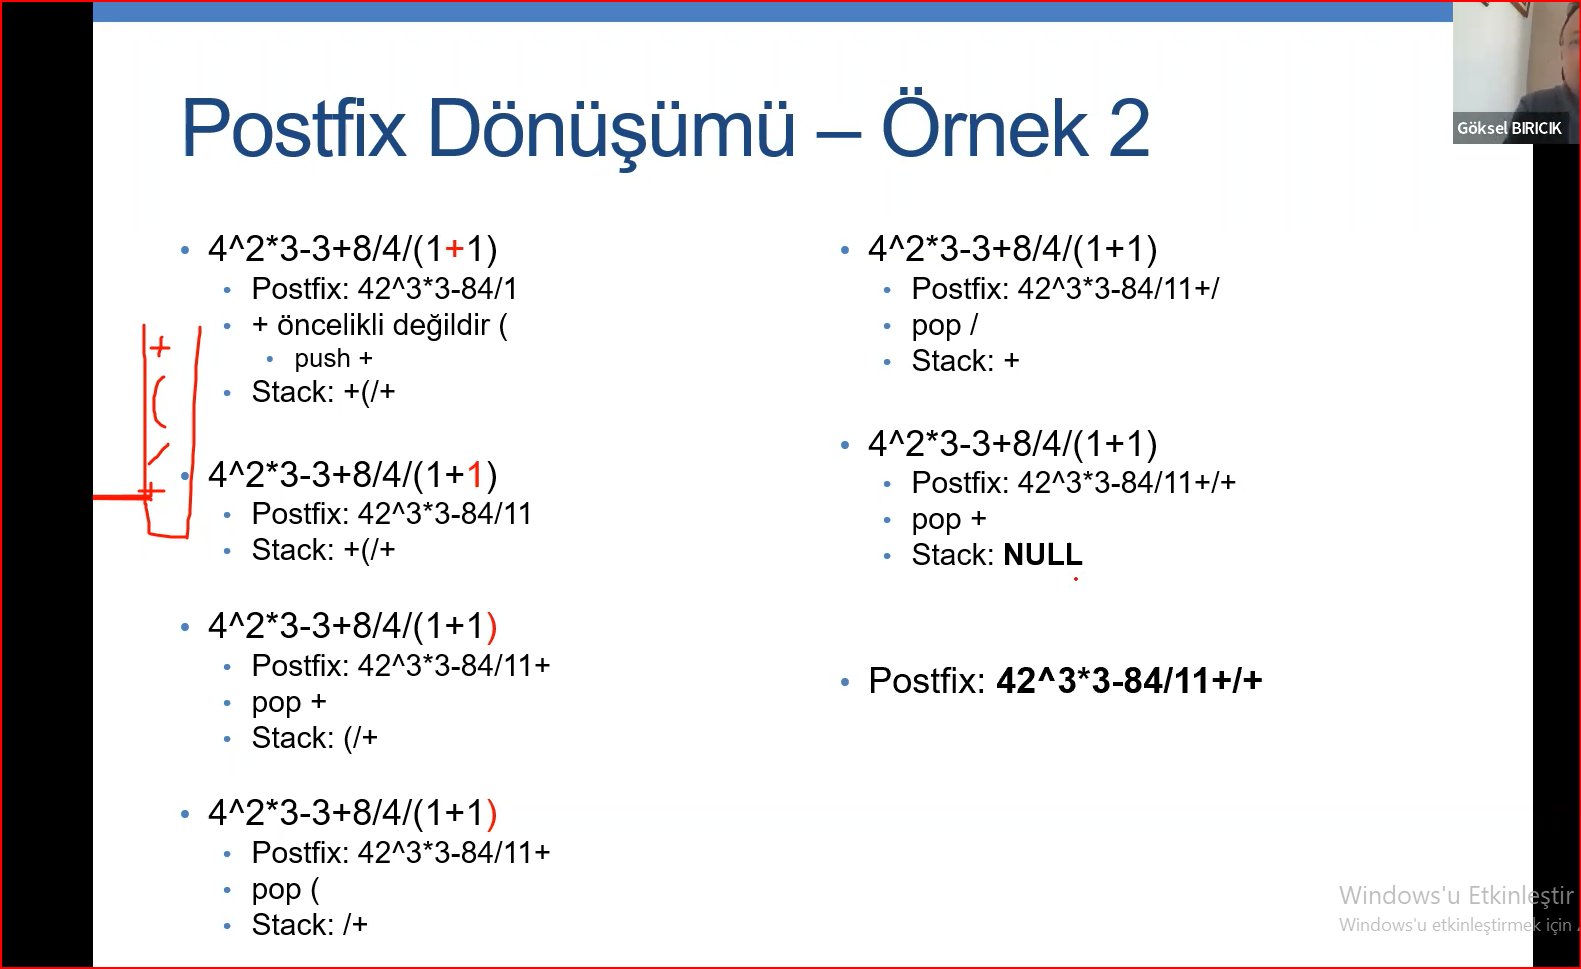 Postfix Dönüşümü – Örnek 2
Göksel BIRICIK
• 4^2*3-3+8/4/(1+1)
• Postfix: 42^3*3-84/1
• + öncelikli değildir (
• push +
• Stack: +(/+
• 4^2*3-3+8/4/(1+1)
• Postfix: 42^3*3-84/11
• Stack: +(/+
• 4^2*3-3+8/4/(1+1)
• Postfix: 42^3*3-84/11+
• pop +
• Stack: (/+
• 4^2*3-3+8/4/(1+1)
• Postfix: 42^3*3-84/11+
• pop (
• Stack: /+
+
(
/
+
• 4^2*3-3+8/4/(1+1)
• Postfix: 42^3*3-84/11+/
• pop /
• Stack: +
• 4^2*3-3+8/4/(1+1)
• Postfix: 42^3*3-84/11+/+
• pop +
• Stack: NULL
• Postfix: 42^3*3-84/11+/+
Windows'u Etkinleştir
Windows'u etkinleştirmek için